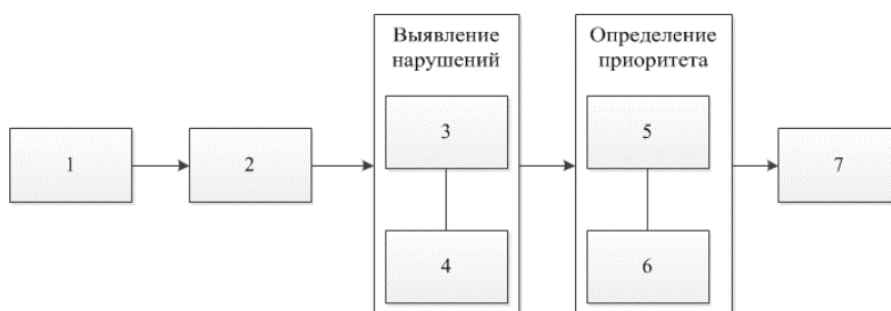 Выявление
нарушений
Определение
приоритета
3
5
1
2
7
4
6